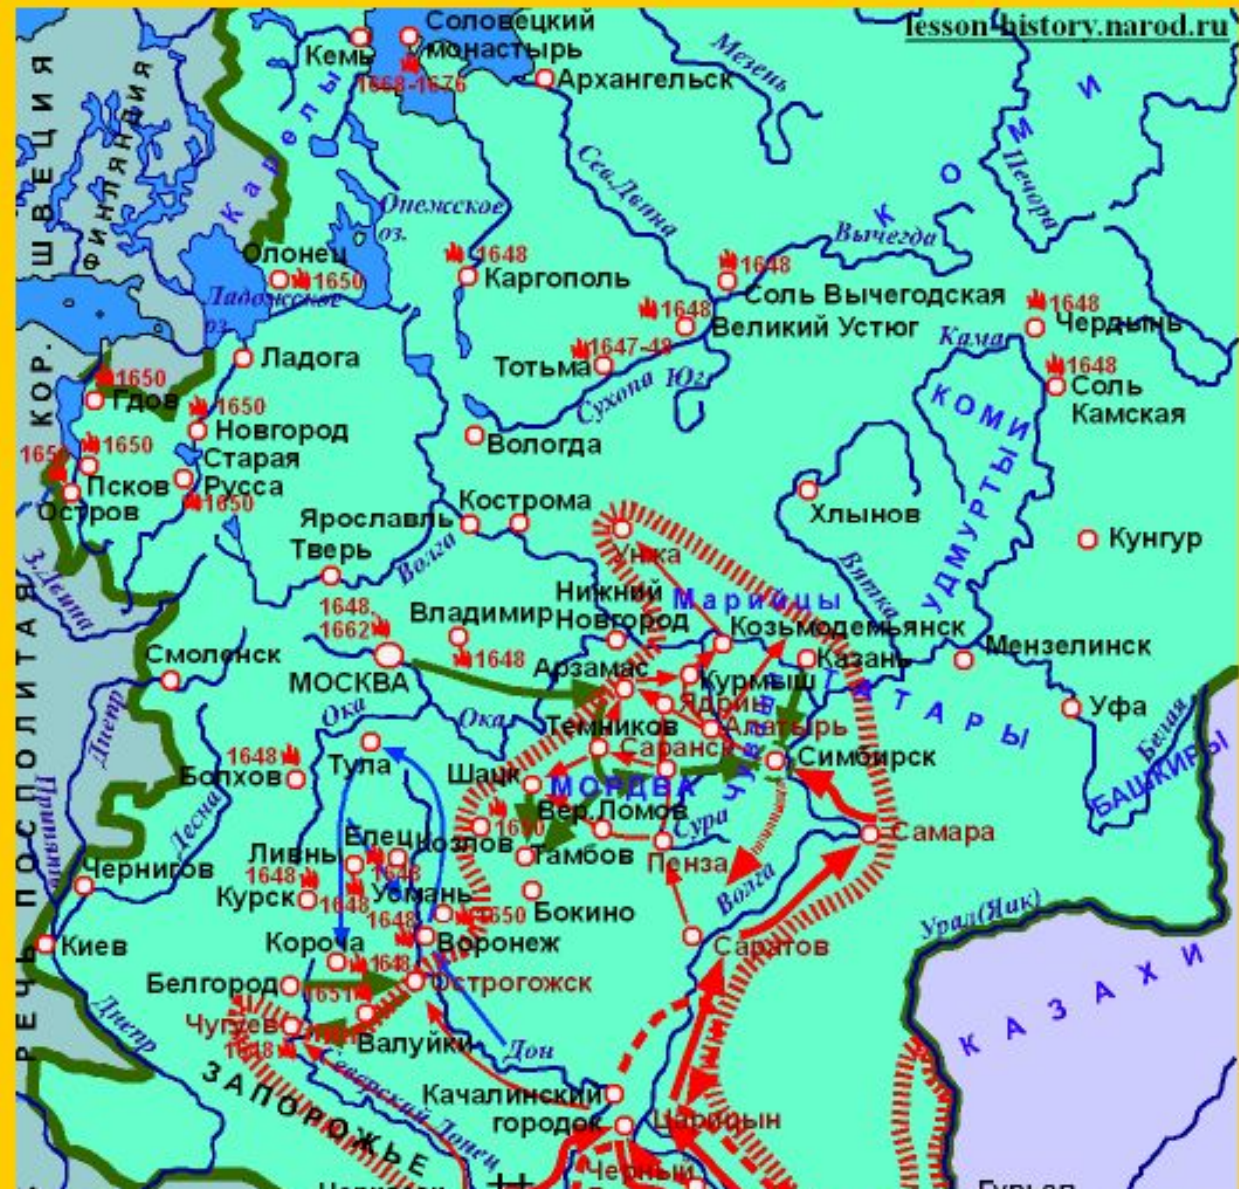 lesson-history.narod.ru
Соловецкий
монастырь
Кемь
1668-1676
Архангельск
Мезень
КОМИ
Печора
Карелы
ШВЕЦИЯ
ФИНЛЯНДИЯ
КОР.
Сев.Двина
Онежское
оз.
Вычегда
Олонец
1650
Ладожское
оз.
1648
Каргополь
1648
Соль Вычегодская
1648
Великий Устюг
1648
Чердынь
Кама
Ладога
1647-48
Тотьма
1648
Соль
Камская
1650
Гдов
Сухона
Юг
КОМИ
1650
Новгород
Вологда
1650
Псков
Старая
Русса
1650
Остров
УДМУРТЫ
Хлынов
Кострома
Ярославль
Кунгур
Тверь
Волга
Унжа
З.Двина
Вятка
Нижний
Новгород
Марийцы
1648,
1662
Владимир
1648
Козьмодемьянск
Мензелинск
Смоленск
МОСКВА
Арзамас
Казань
Курмыш
ТАТАРЫ
Ядрин
Уфа
Белая
Днепр
Ока
Ока
Темников
Алатырь
Саранск
Симбирск
БАШКИРЫ
1648
Болхов
Тула
Шацк
МОРДВА
РЕЧЬ ПОСПОЛИТАЯ
Десна
Вер.Ломов
Сура
Самара
Елец
Козлов
Тамбов
Пенза
Ливны
1648
Чернигов
1648
Курск
1648
Усмань
1648
1650
Бокино
Волга
Урал(Яик)
Киев
Короча
Воронеж
Саратов
КАЗАХИ
1648
Белгород
1651
Острогожск
Чугуев
1648
Валуйки
Днепр
Дон
ЗАПОРОЖЬЕ
Северский Донец
Качалинский
городок
Царицын
Черный